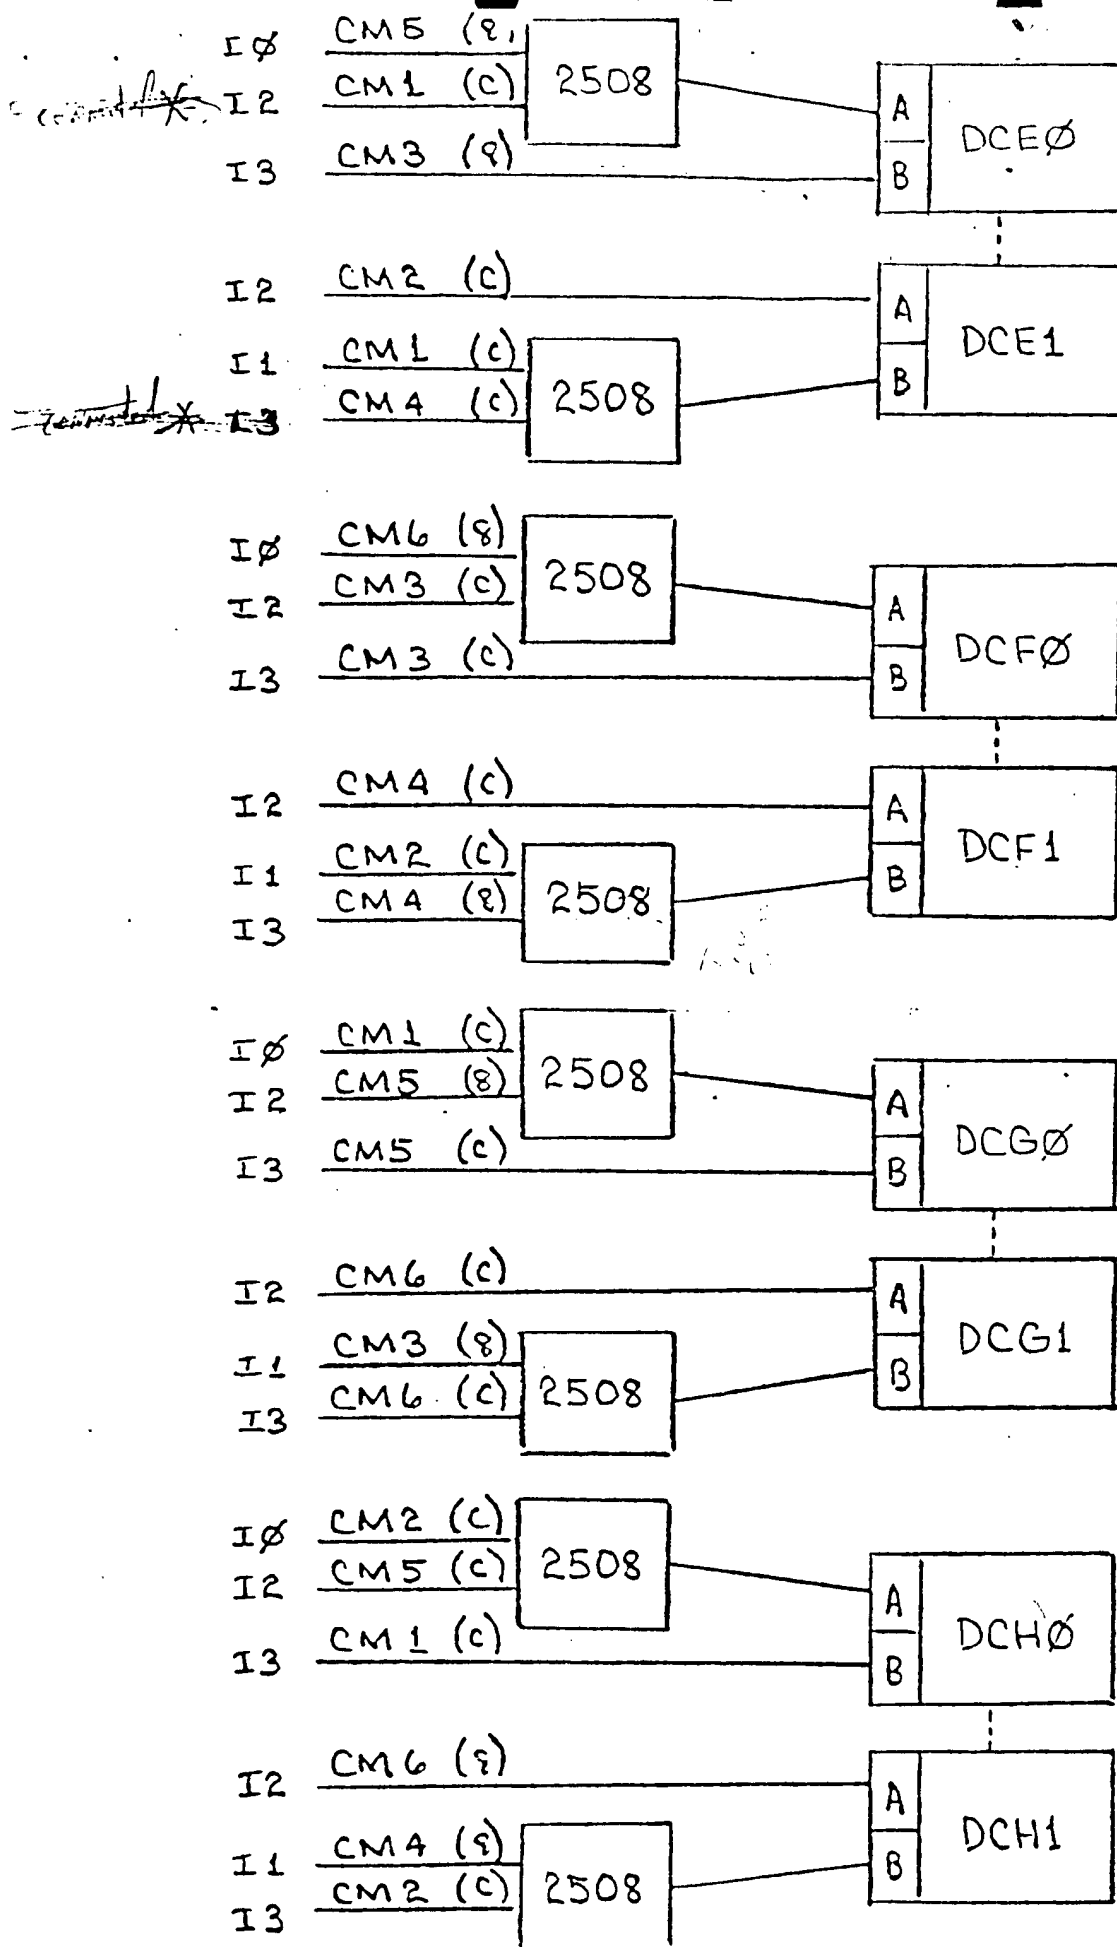 IØ CM5 (8,
2508
I2 CM1 (C)
A DCEØ
I3 CM3 (8)
B
I2 CM2 (C)
A DCE1
I1 CM1 (C)
2508 B
I3 CM4 (C)
IØ CM6 (8)
2508
I2 CM3 (C)
A DCFØ
I3 CM3 (C)
B
I2 CM4 (C)
A DCF1
I1 CM2 (C)
2508 B
I3 CM4 (8)
IØ CM1 (C)
2508
I2 CM5 (8)
A DCGØ
I3 CM5 (C)
B
I2 CM6 (C)
A DCG1
I1 CM3 (8)
2508 B
I3 CM6 (C)
IØ CM2 (C)
2508
I2 CM5 (C)
A DCHØ
I3 CM1 (C)
B
I2 CM6 (8)
A DCH1
I1 CM4 (8)
2508 B
I3 CM2 (C)